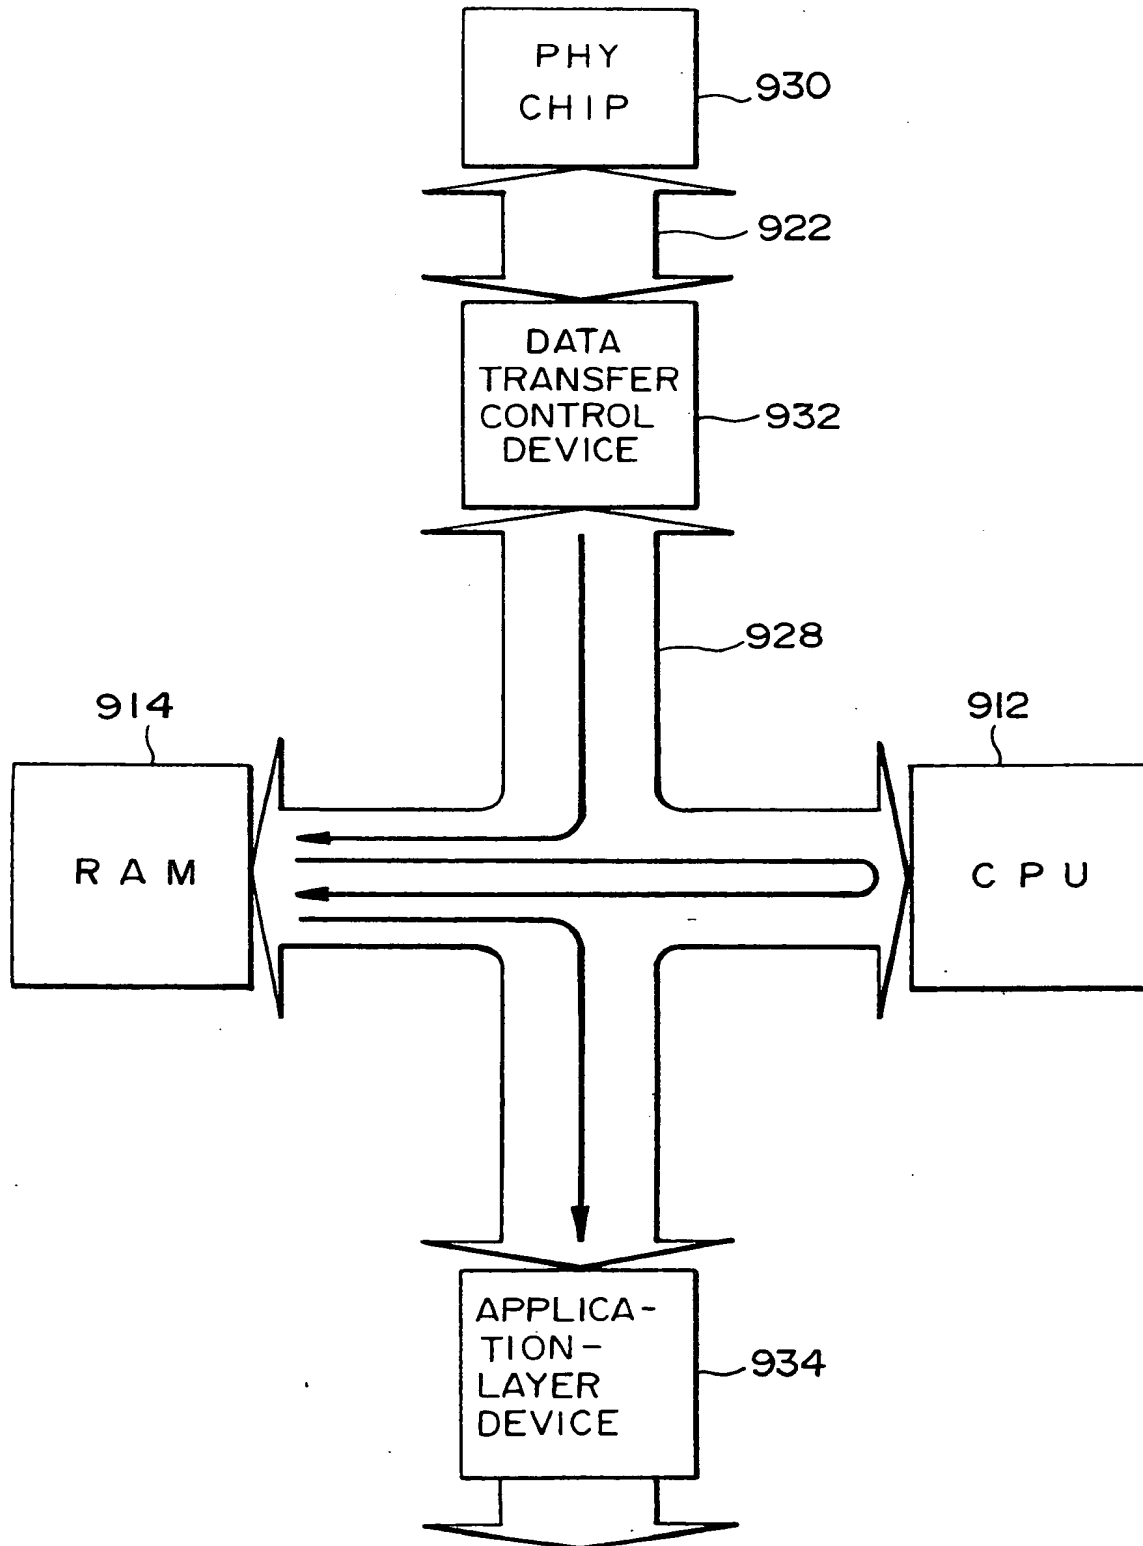 PHY
CHIP
930
922
DATA
TRANSFER
CONTROL
DEVICE
932
928
914
912
RAM
CPU
APPLICA-
TION-
LAYER
DEVICE
934